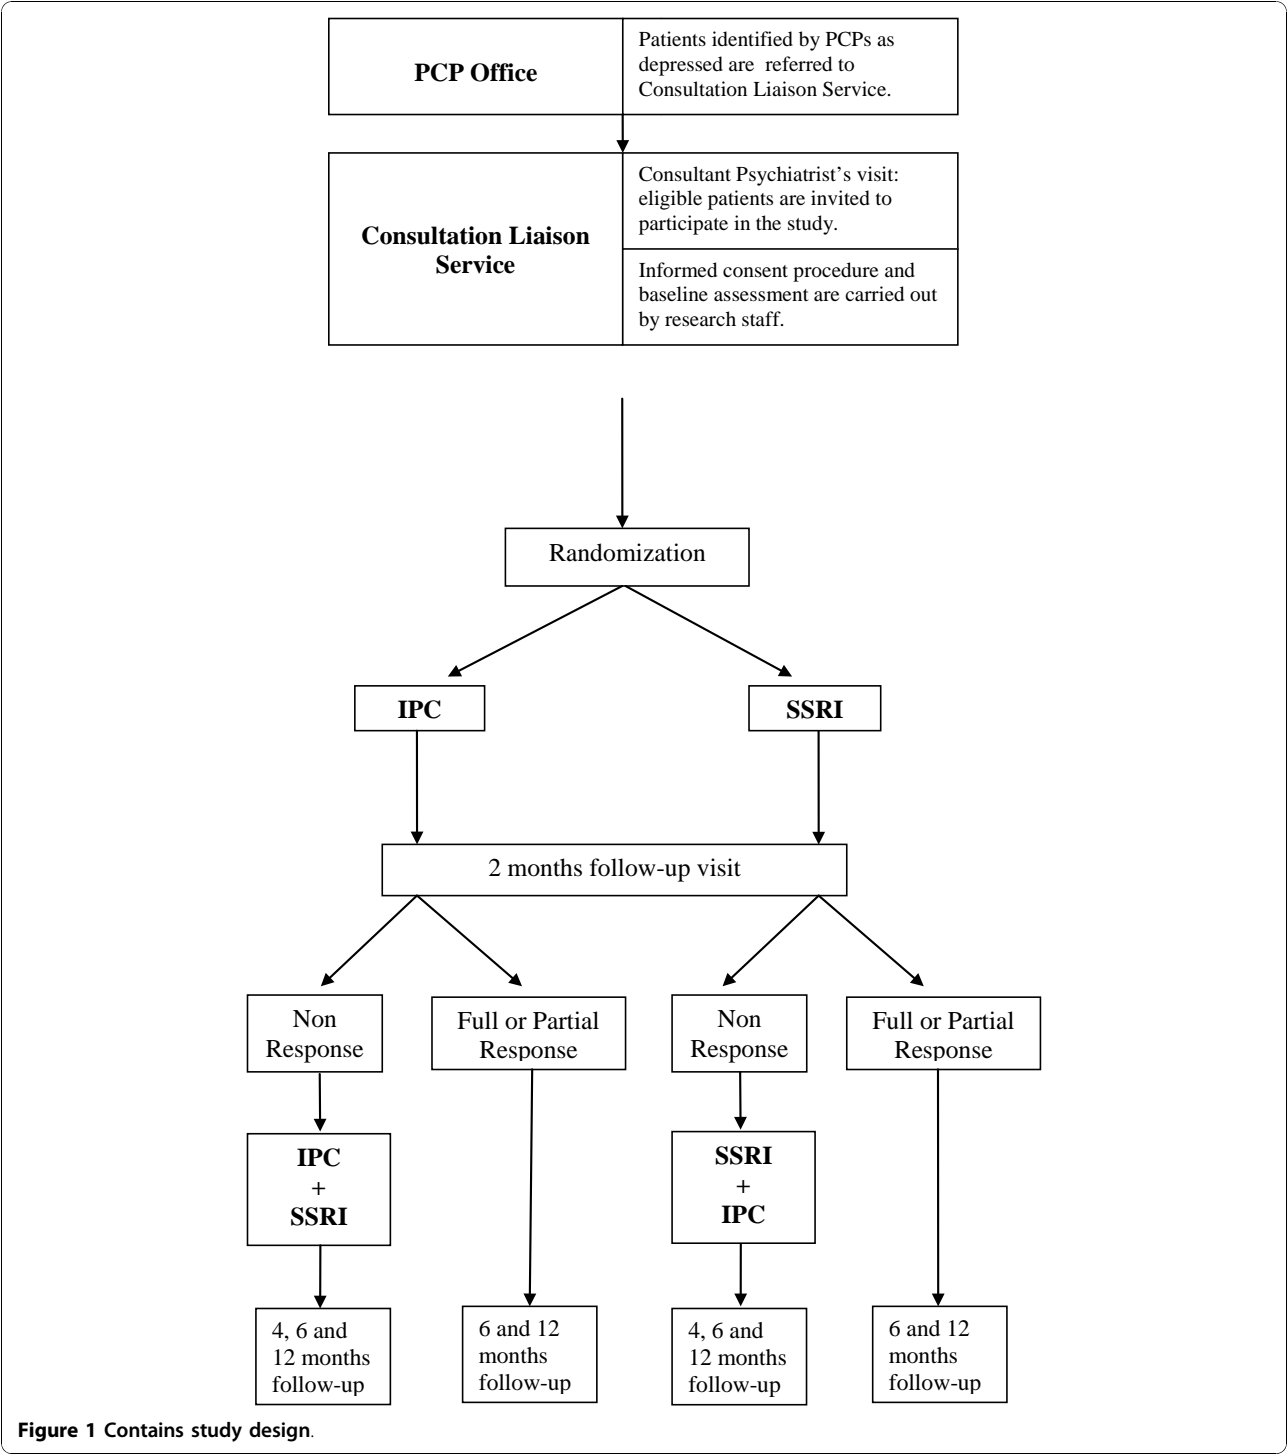 PCP Office
Patients identified by PCPs as
depressed are  referred to
Consultation Liaison Service.
Consultation Liaison
Service
Consultant Psychiatrist's visit:
eligible patients are invited to
participate in the study.
Informed consent procedure and
baseline assessment are carried out
by research staff.
Randomization
IPC
SSRI
2 months follow-up visit
Non
Response
Full or Partial
Response
Non
Response
Full or Partial
Response
IPC
+
SSRI
SSRI
+
IPC
4, 6 and
12 months
follow-up
6 and 12
months
follow-up
4, 6 and
12 months
follow-up
6 and 12
months
follow-up
Figure 1 Contains study design.